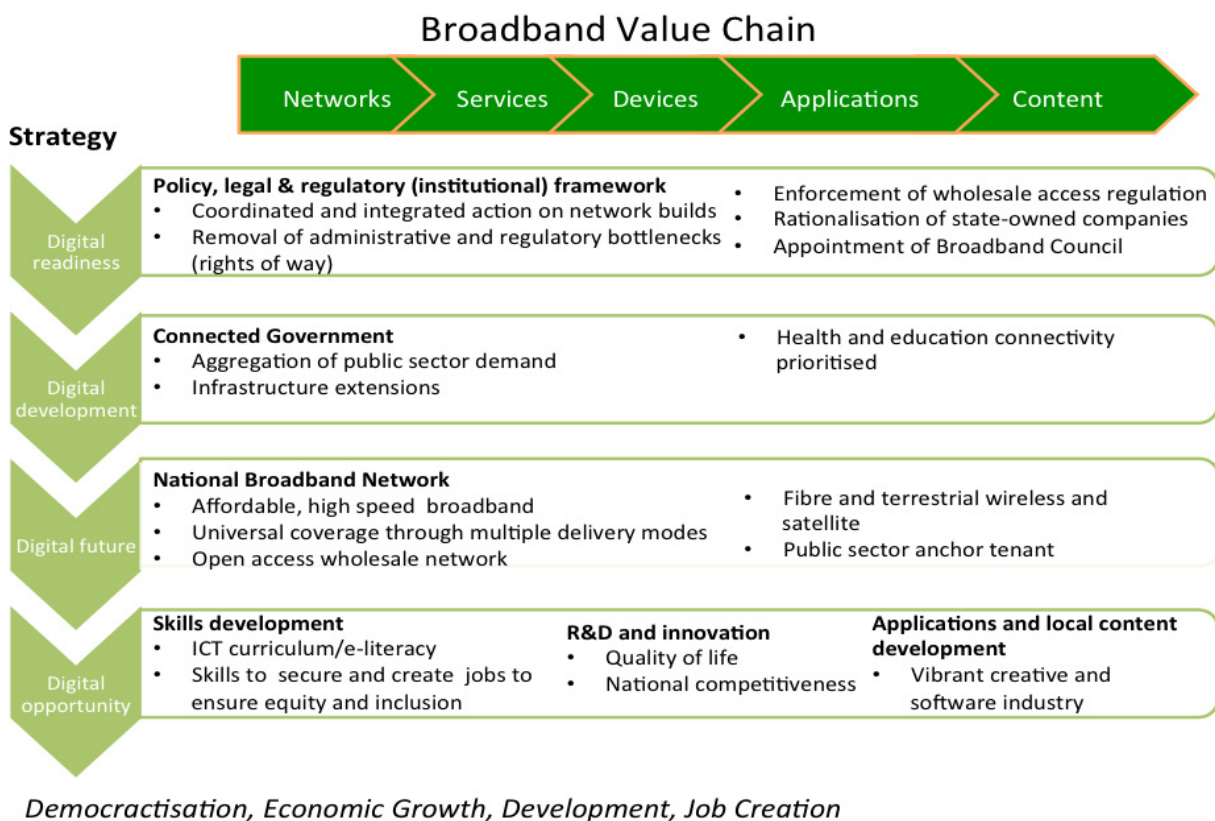 Broadband Value Chain
Networks
Services
Devices
Applications
Content
Strategy
Digital
readiness
Policy, legal & regulatory (institutional) framework
• Coordinated and integrated action on network builds
• Removal of administrative and regulatory bottlenecks
(rights of way)
• Enforcement of wholesale access regulation
• Rationalisation of state-owned companies
• Appointment of Broadband Council
Digital
development
Connected Government
• Aggregation of public sector demand
• Infrastructure extensions
• Health and education connectivity
prioritised
Digital future
National Broadband Network
• Affordable, high speed broadband
• Universal coverage through multiple delivery modes
• Open access wholesale network
• Fibre and terrestrial wireless and
satellite
• Public sector anchor tenant
Digital
opportunity
Skills development
• ICT curriculum/e-literacy
• Skills to secure and create jobs to
ensure equity and inclusion
R&D and innovation
• Quality of life
• National competitiveness
Applications and local content
development
• Vibrant creative and
software industry
Democractisation, Economic Growth, Development, Job Creation